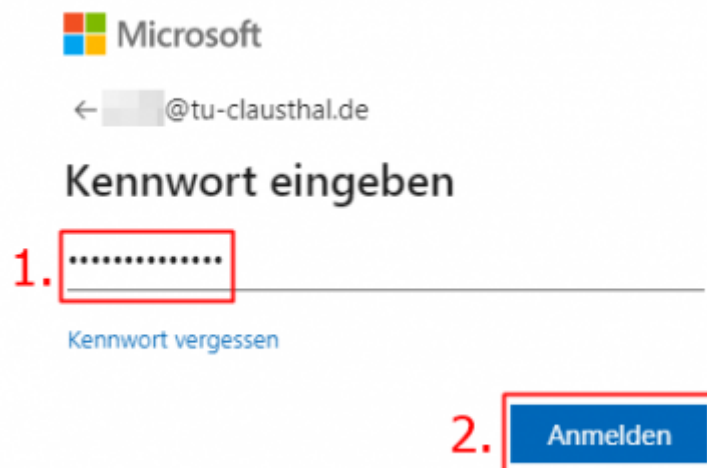 Microsoft
← @tu-clausthal.de
Kennwort eingeben
1. ••••••••••••••
Kennwort vergessen
2. Anmelden